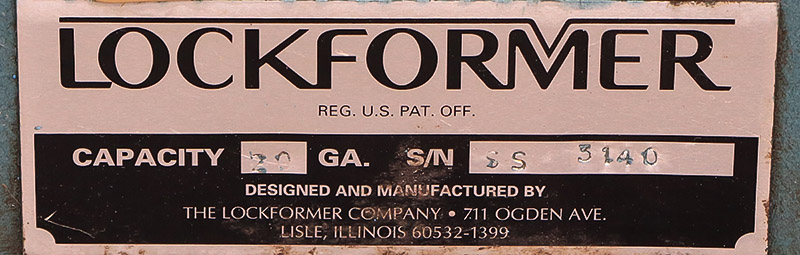 LOCKFORMER
REG. U.S. PAT. OFF.
CAPACITY 20 GA. S/N SS 3140
DESIGNED AND MANUFACTURED BY
THE LOCKFORMER COMPANY • 711 OGDEN AVE.
LISLE, ILLINOIS 60532-1399